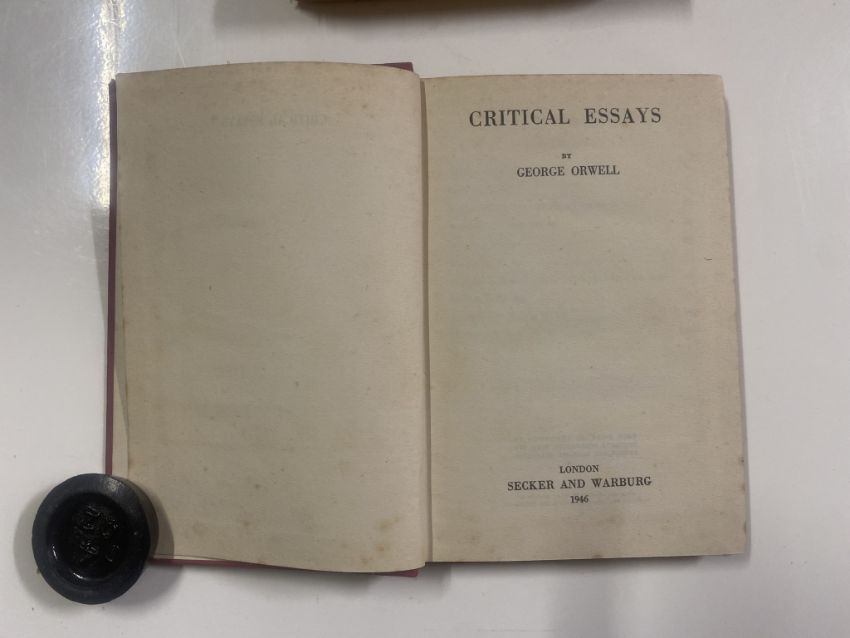 CRITICAL ESSAYS
BY
GEORGE ORWELL
LONDON
SECKER AND WARBURG
1946